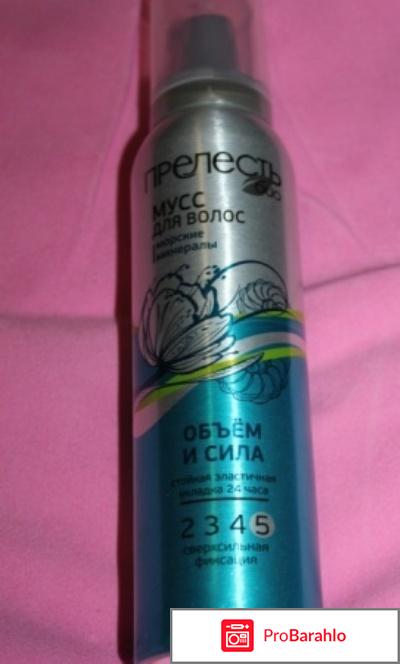 ПРЕЛЕСТЬ
био
МУСС
ДЛЯ ВОЛОС
морские
минералы
ОБЪЁМ
И СИЛА
стойкая эластичная
укладка 24 часа
2 3 4 5
сверхсильная
фиксация
ProBarahlo